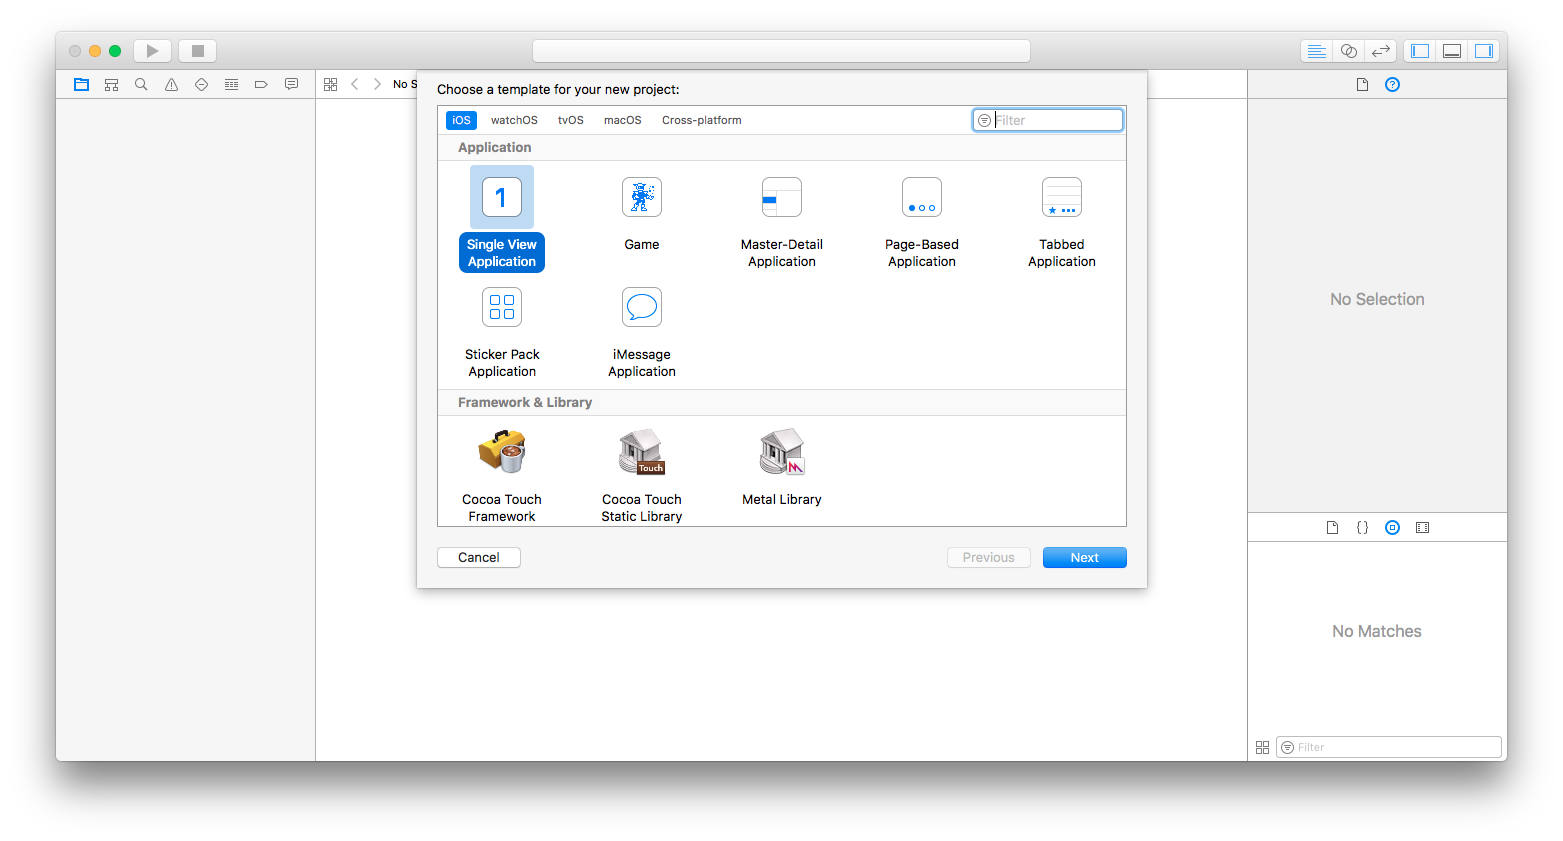 No S
Choose a template for your new project:
iOS watchOS tvOS macOS Cross-platform Filter
Application
1
Single View Application
Game
Master-Detail Application
Page-Based Application
Tabbed Application
Sticker Pack Application
iMessage Application
Framework & Library
Touch
Cocoa Touch Framework
Cocoa Touch Static Library
Metal Library
Cancel Previous Next
No Selection
{}
No Matches
Filter